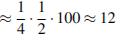 ≈ 1/4 · 1/2 · 100 ≈ 12